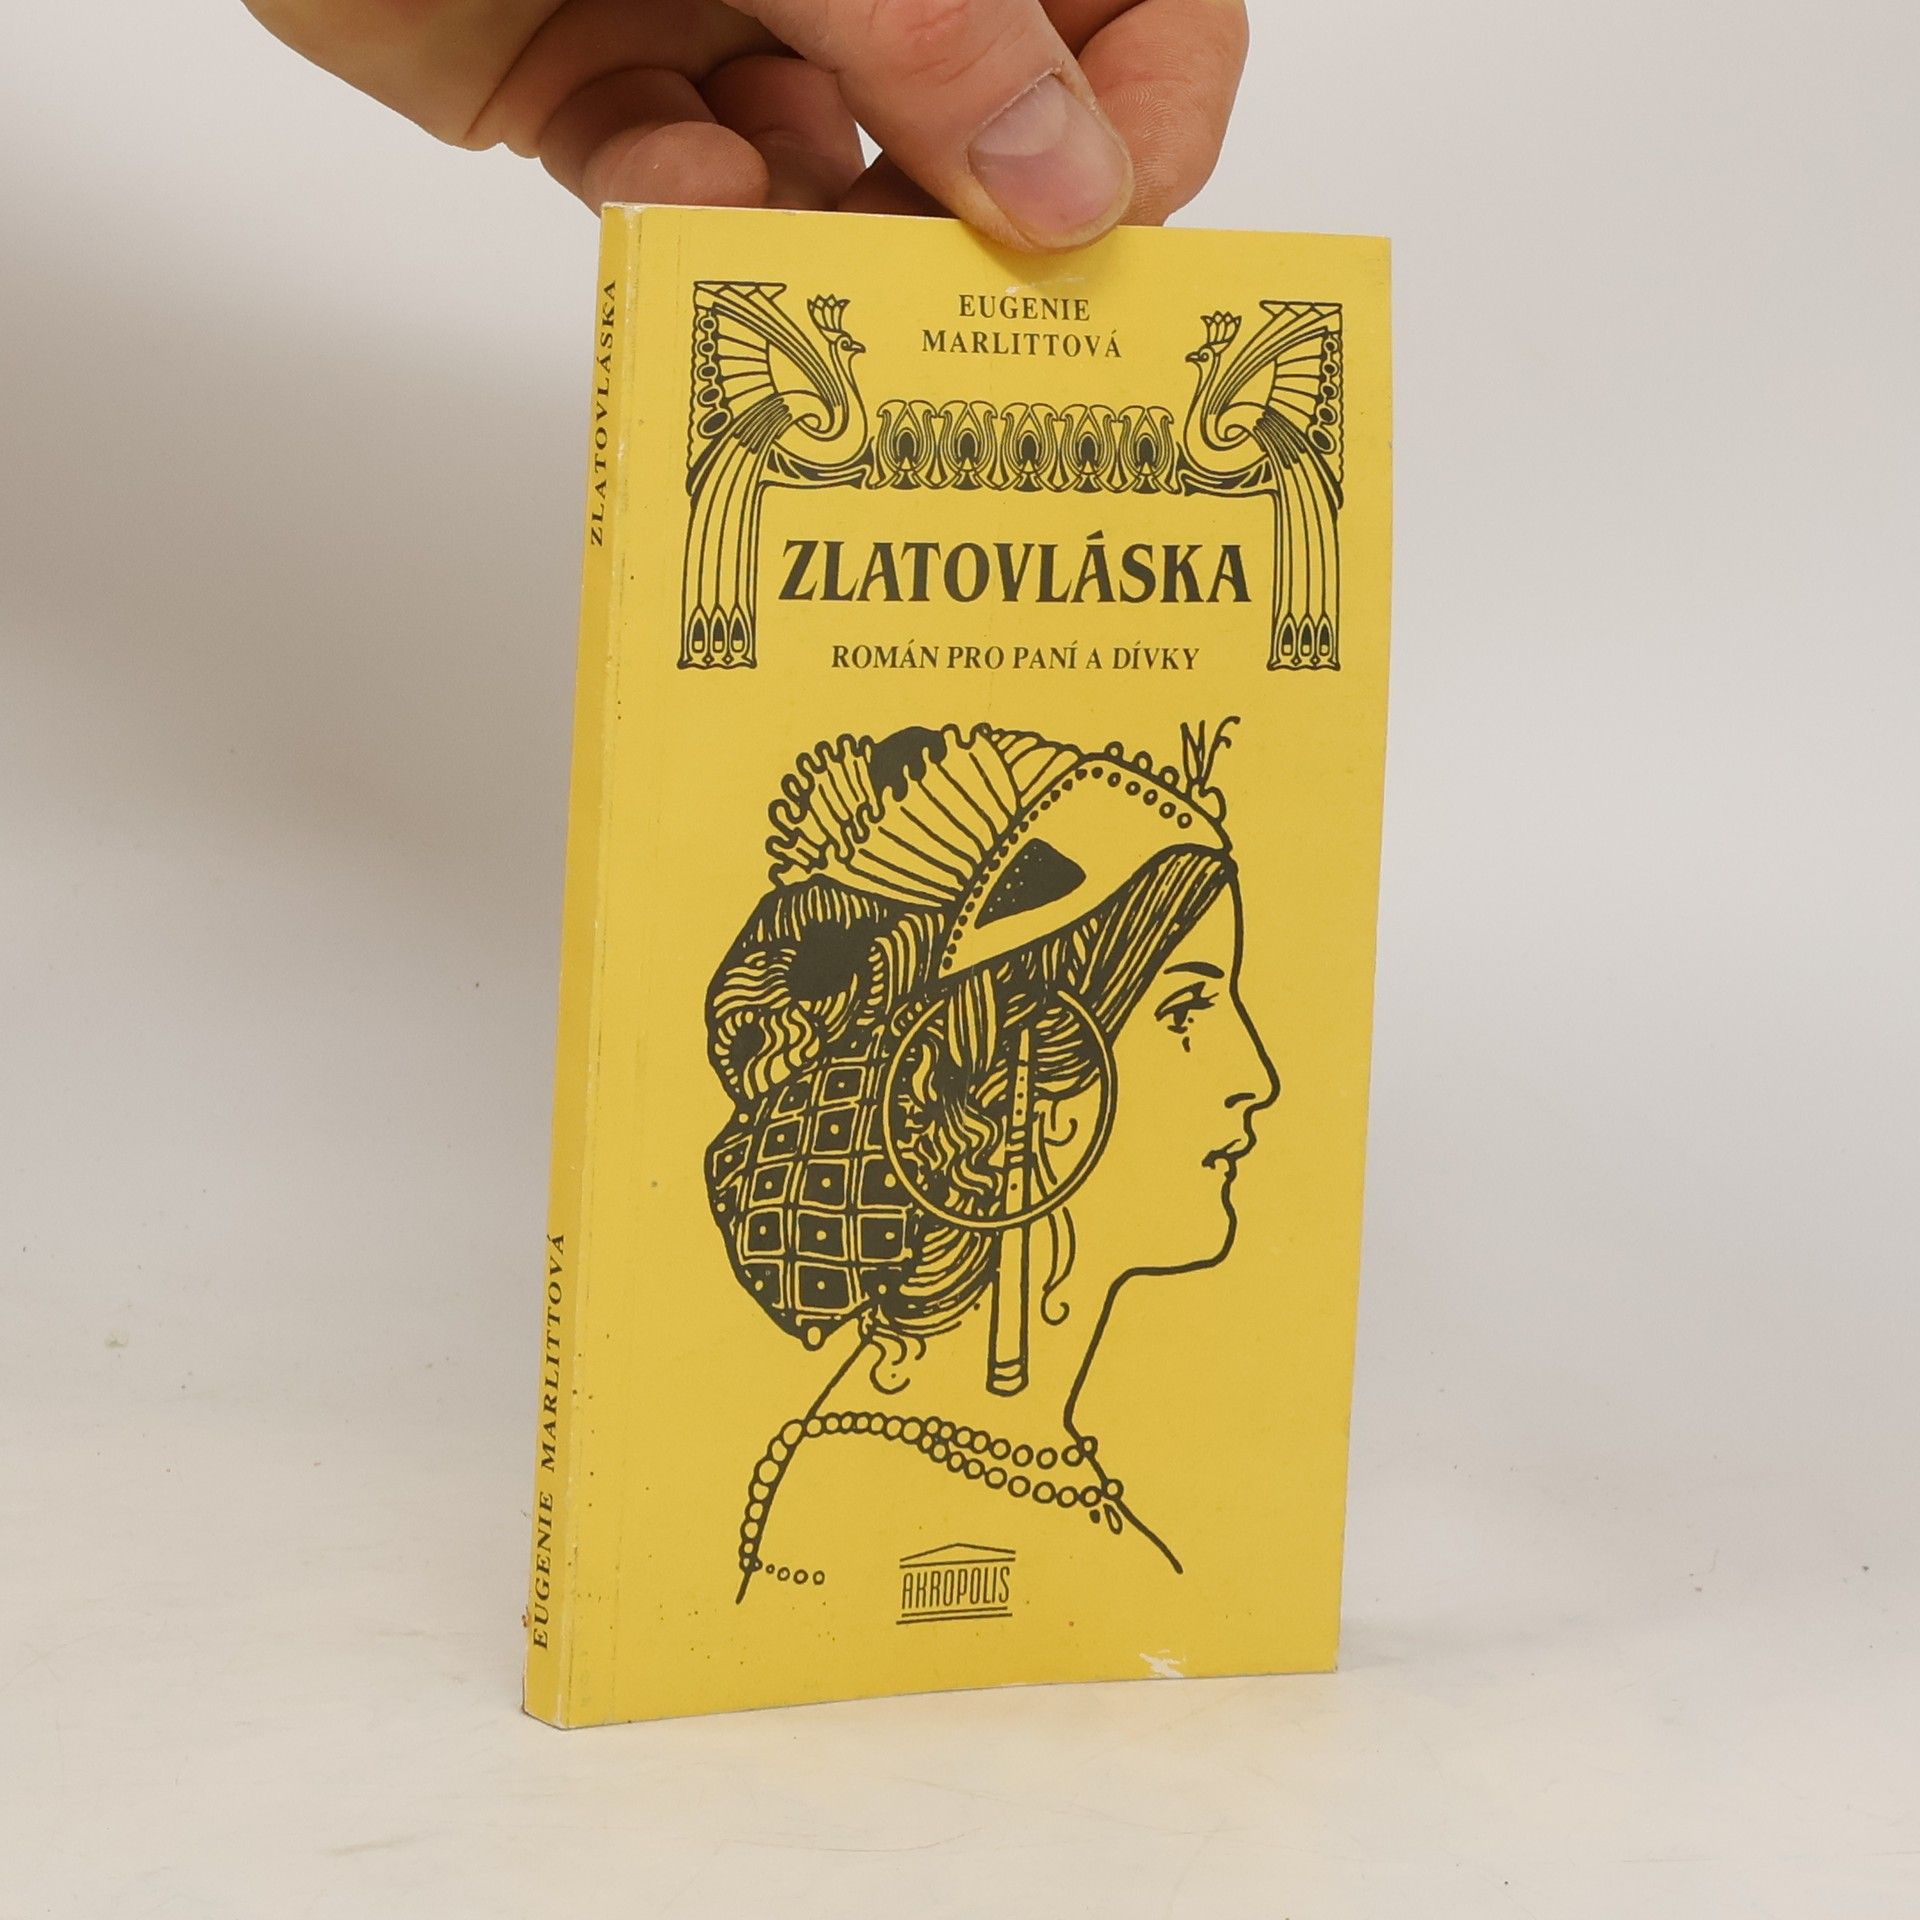 EUGENIE
MARLITTOVÁ
ZLATOVLÁSKA
ROMÁN PRO PANÍ A DÍVKY
AKROPOLIS
EUGENIE MARLITTOVÁ
ZLATOVLÁSKA